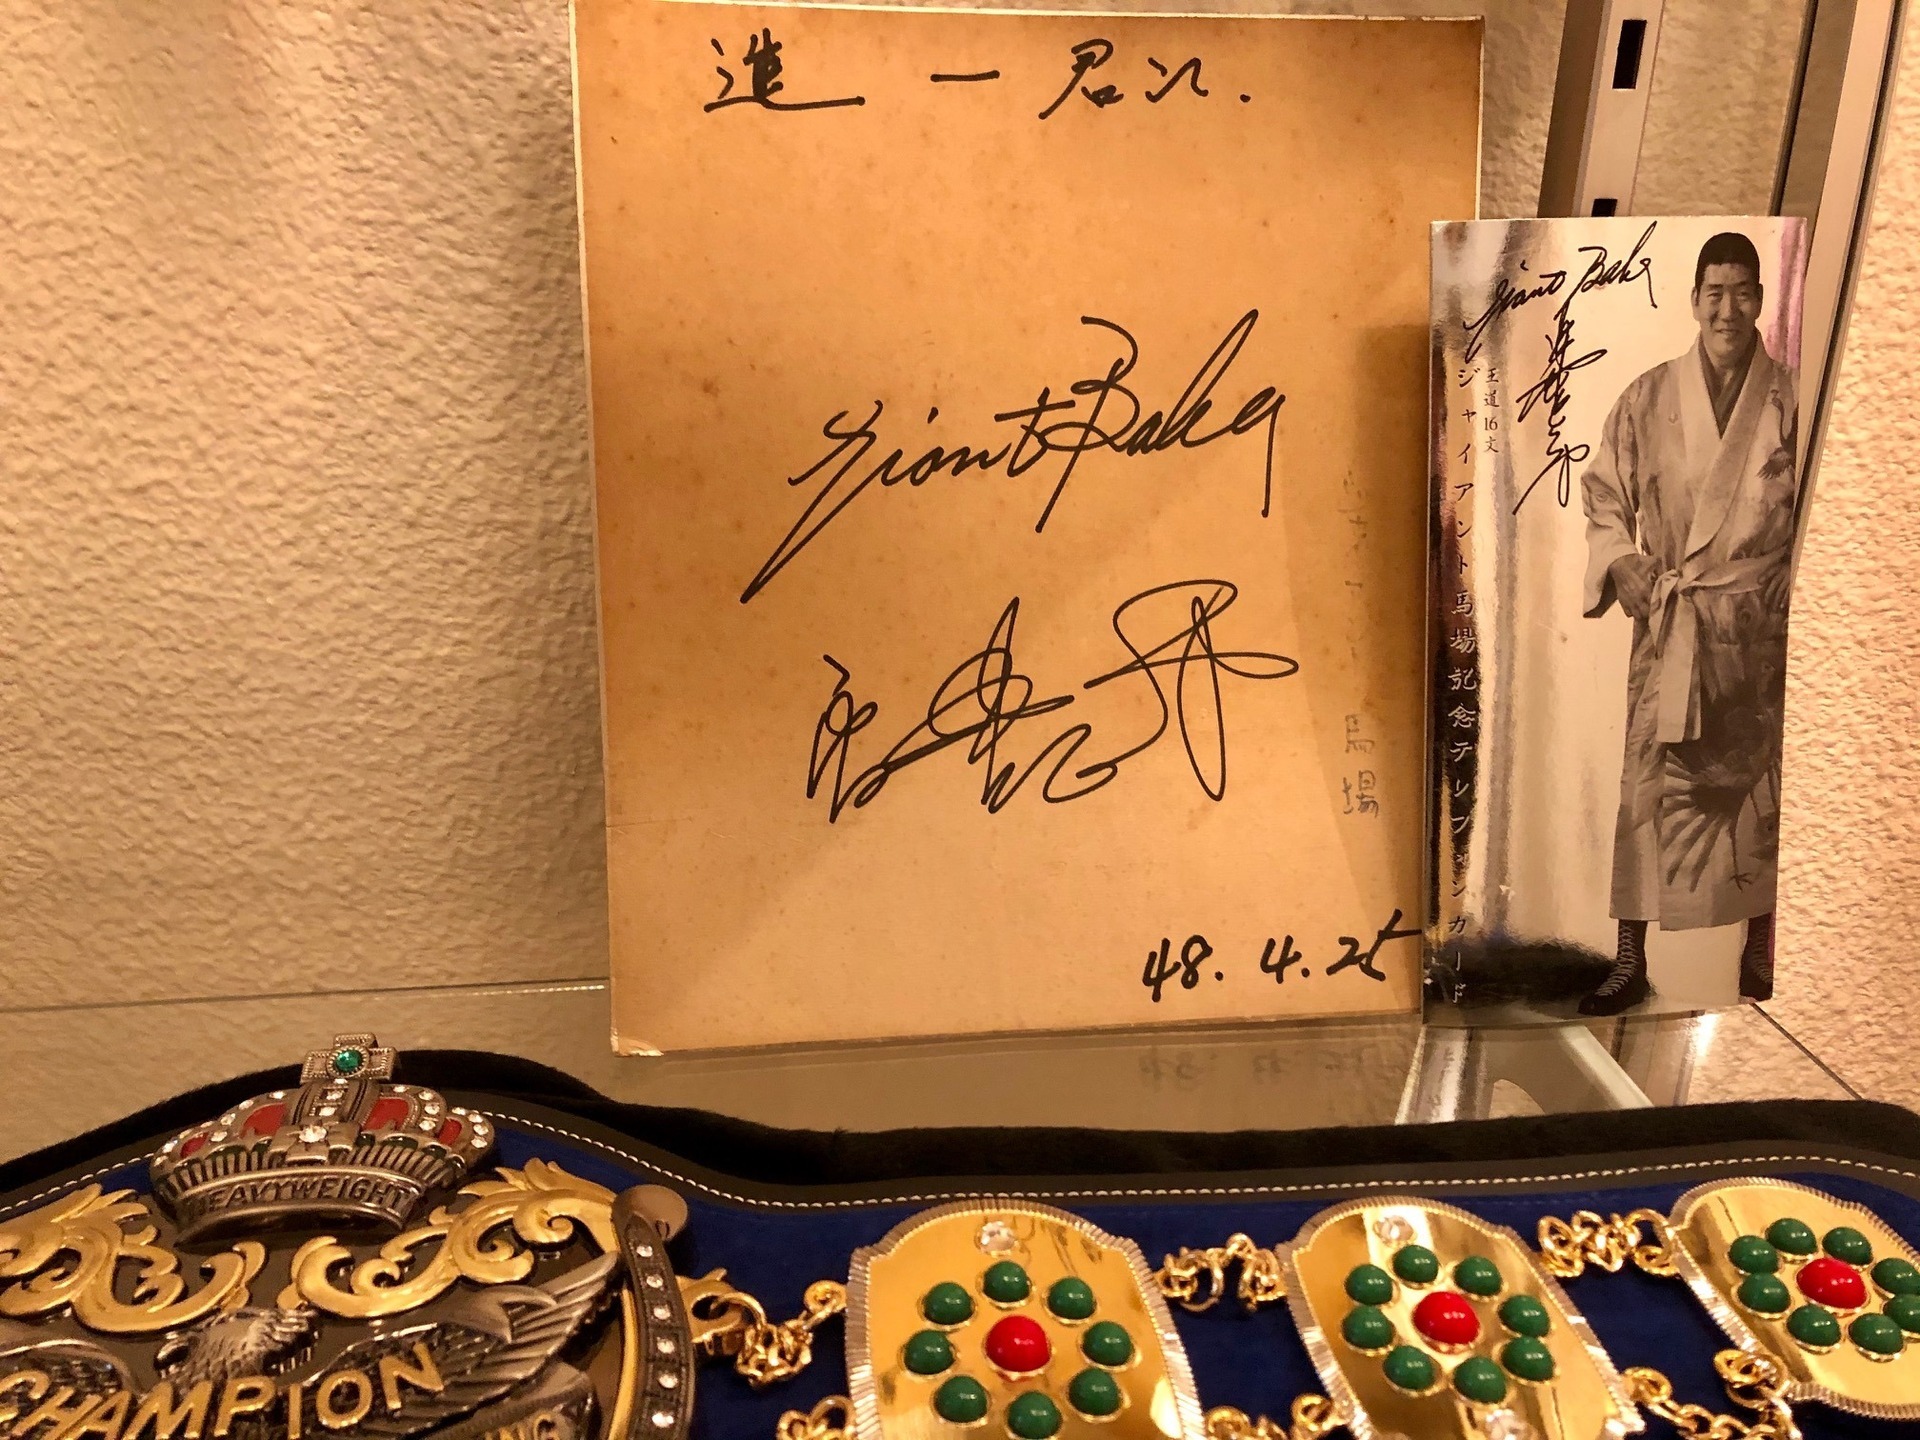 進一君江.
Giant Baba
馬場
48.4.25
Giant Baba
王道16文
ジャイアント馬場記念テレフォンカード
HEAVYWEIGHT
CHAMPION